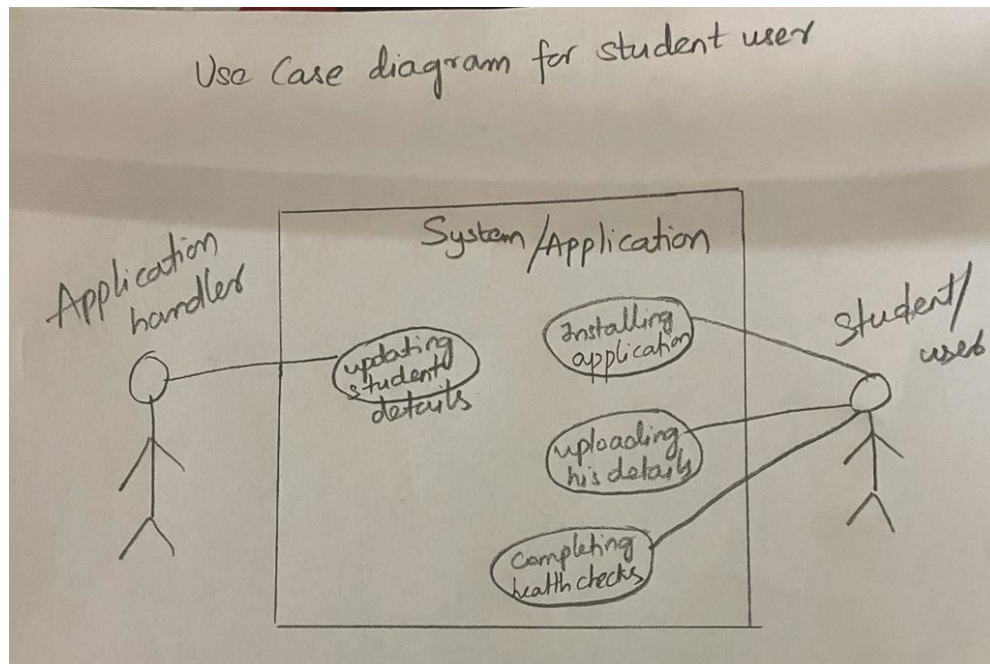 Use Case diagram for student user
System/Application
Application
handler
updating
student
details
Installing
application
student/
user
uploading
his details
Completing
health checks